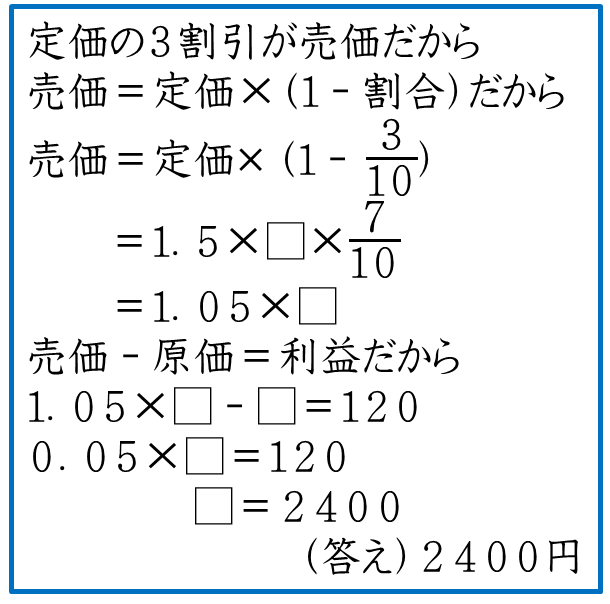 定価の３割引が売価だから
売価＝定価×(1－割合)だから
売価＝定価×(1－3/10)
＝1.5×□×7/10
＝1.05×□
売価－原価＝利益だから
1.05×□－□＝120
0.05×□＝120
□＝2400
(答え)2400円